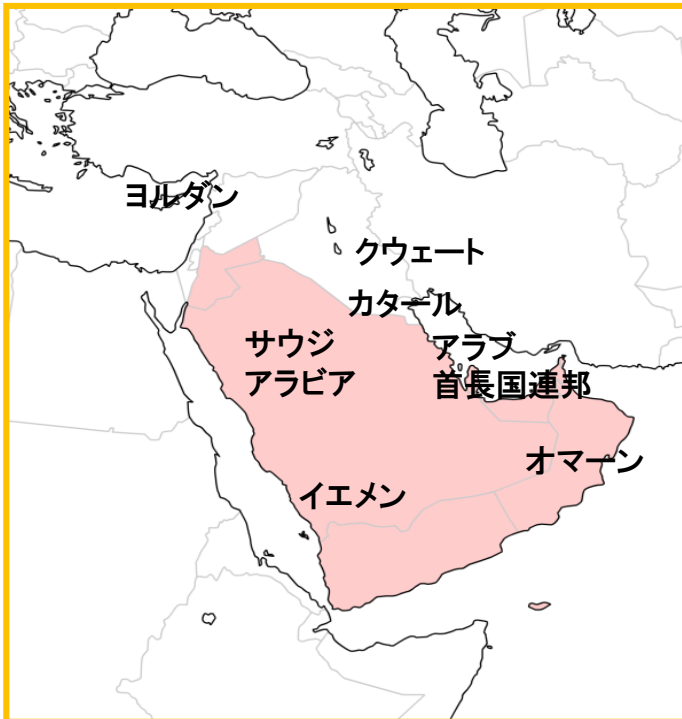 ヨルダン
クウェート
カタール
サウジ
アラビア
アラブ
首長国連邦
オマーン
イエメン